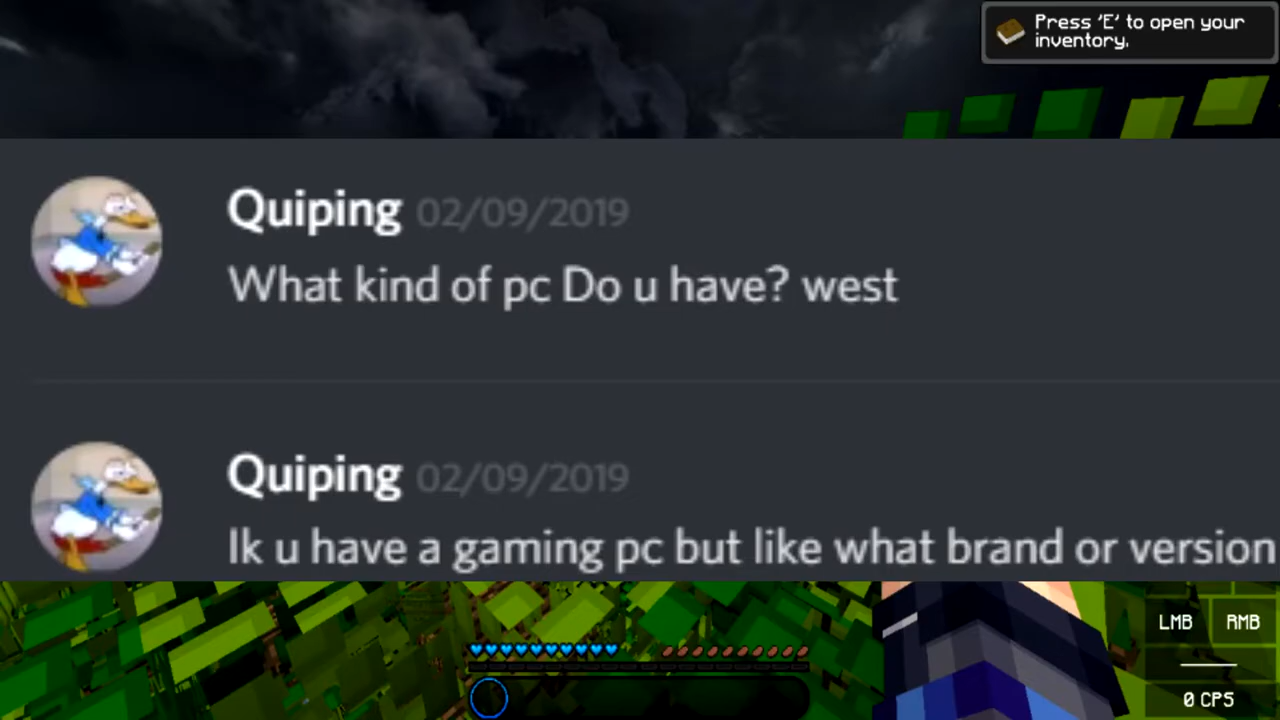 Press 'E' to open your
inventory.
Quiping 02/09/2019
What kind of pc Do u have? west
Quiping 02/09/2019
Ik u have a gaming pc but like what brand or version
LMB RMB
0 CPS